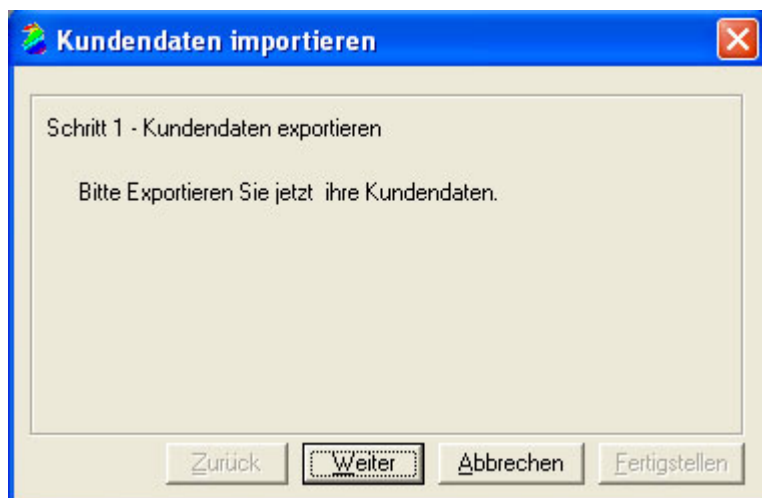 Kundendaten importieren
Schritt 1 - Kundendaten exportieren
Bitte Exportieren Sie jetzt ihre Kundendaten.
Zurück Weiter Abbrechen Fertigstellen